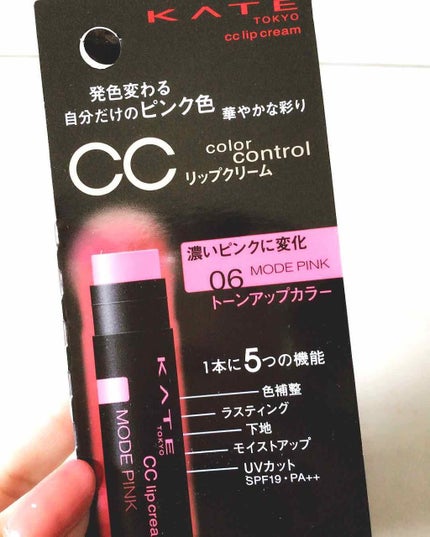 KATE
TOKYO
cc lip cream
発色変わる
自分だけのピンク色 華やかな彩り
CC color control
リップクリーム
濃いピンクに変化
06 MODE PINK
トーンアップカラー
1本に5つの機能
色補整
ラスティング
下地
モイストアップ
UVカット
SPF19・PA++
KATE
TOKYO
CC lip crea
MODE PINK